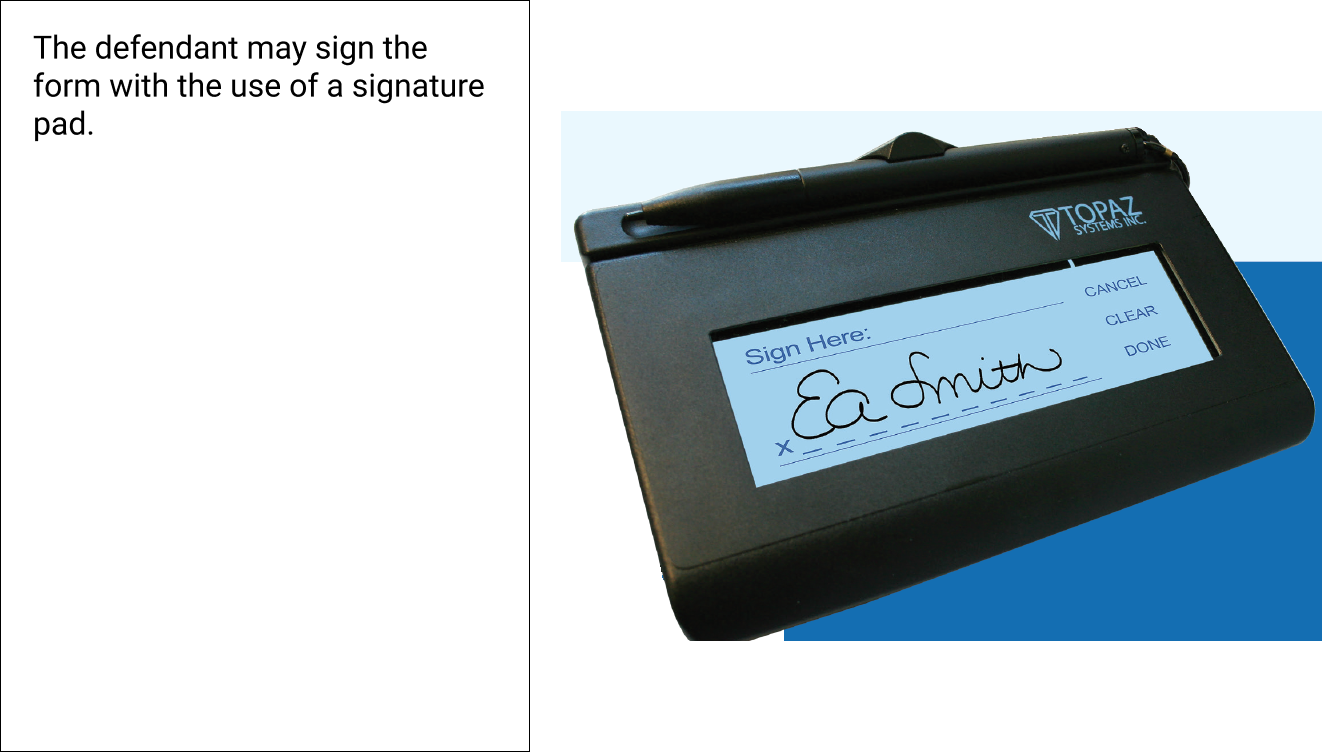 The defendant may sign the
form with the use of a signature
pad.
TOPAZ
SYSTEMS INC.
CANCEL
Sign Here:
CLEAR
DONE
Ea Smith
X